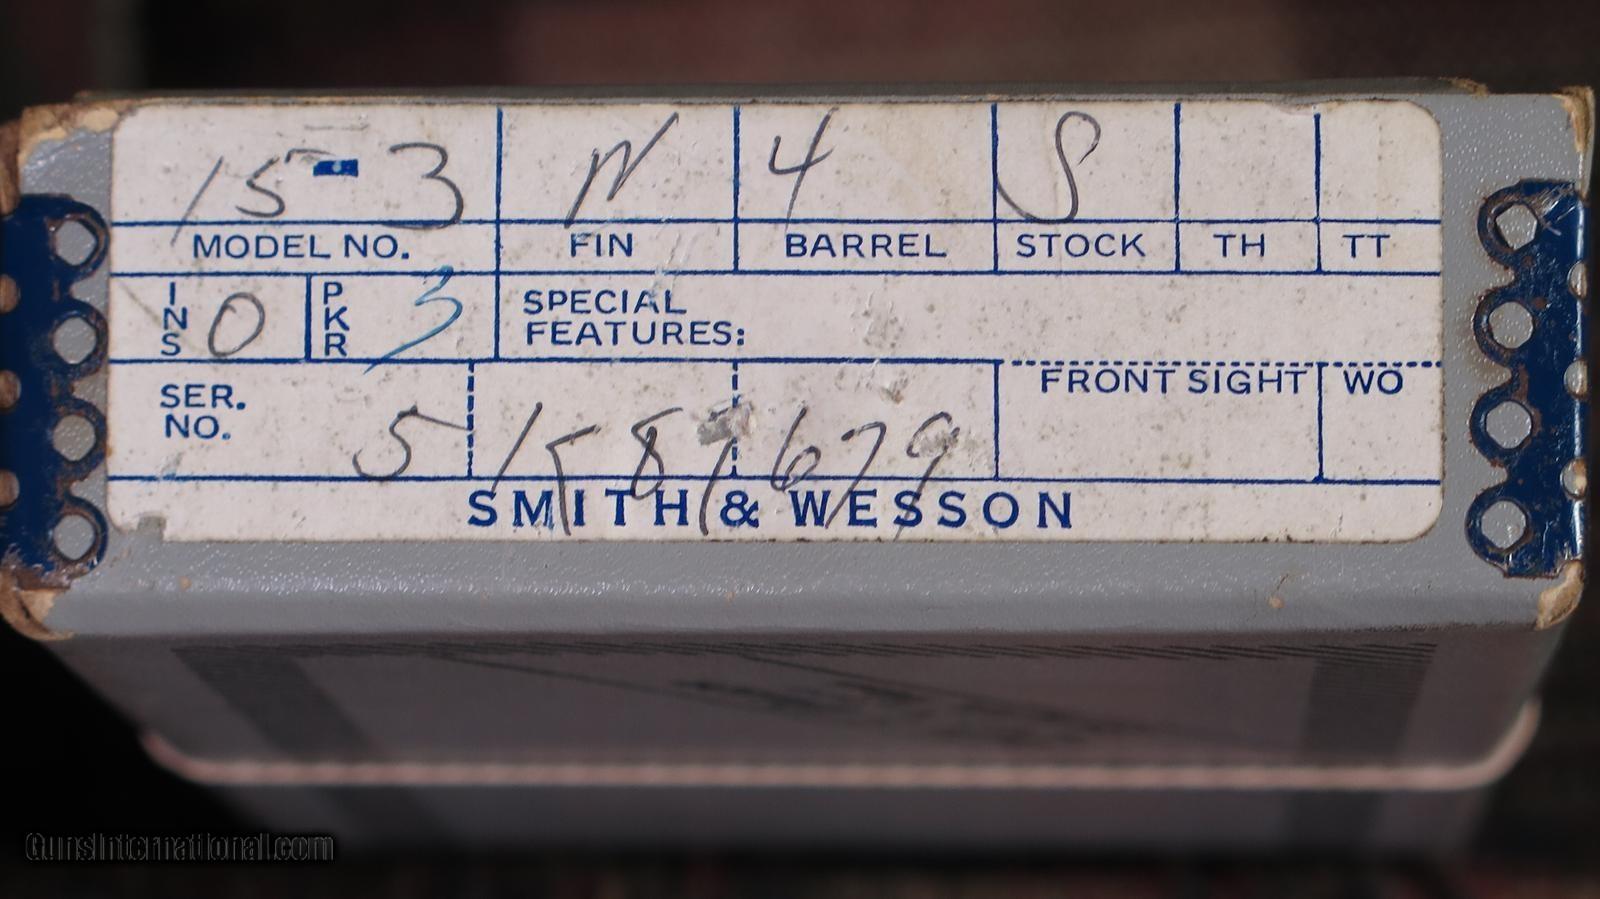 15-3 N 4 S
MODEL NO. FIN BARREL STOCK TH TT
INS 0 PKR 3 SPECIAL
FEATURES:
SER.
NO. 5 FRONT SIGHT WO
SMITH & WESSON
GunsInternational.com